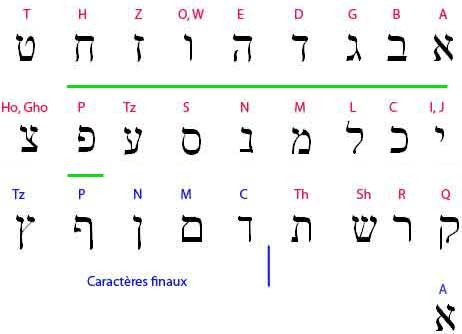 T H Z O, W E D G B A
א ב ג ד ה ו ז ח ט
Ho, Gho P Tz S N M L C I, J
י כ ל מ נ ס ע פ צ
Tz P N M C Th Sh R Q
ק ר ש ת ד ם ן ף ץ
Caractères finaux
A
א